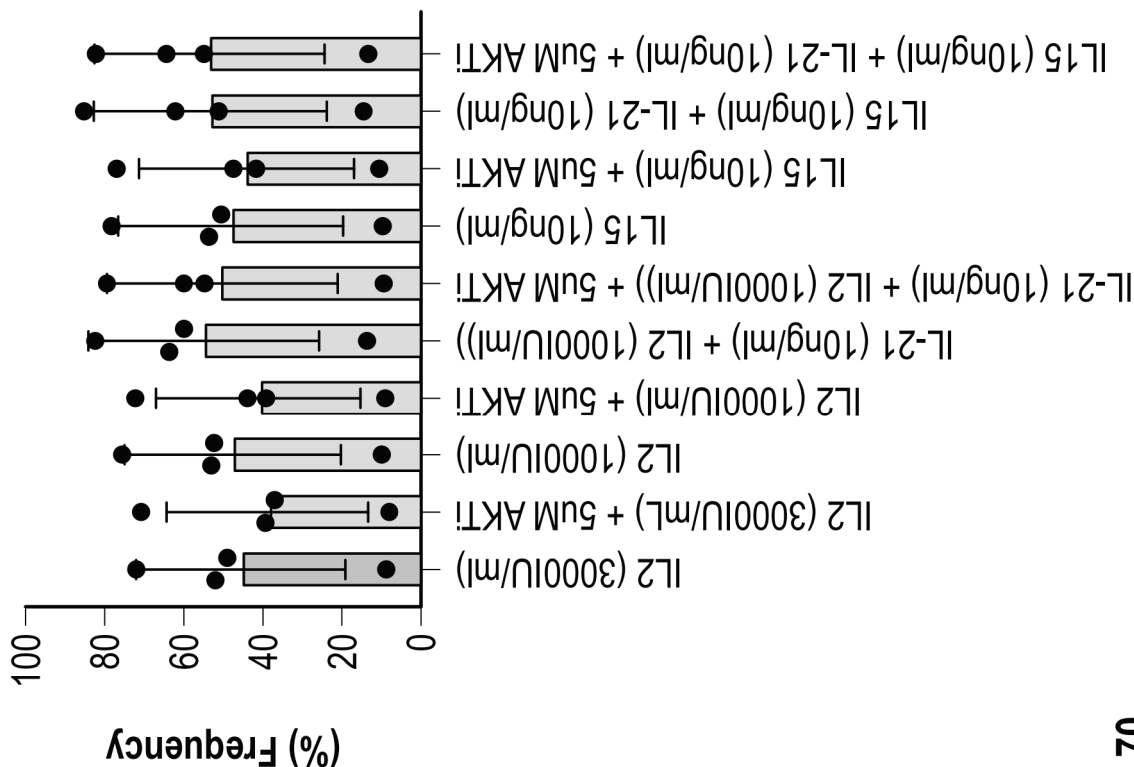 (%) Frequency
100
80
60
40
20
0
IL2 (3000IU/ml)
IL2 (3000IU/mL) + 5uM AKTi
IL2 (1000IU/ml)
IL2 (1000IU/ml) + 5uM AKTi
IL-21 (10ng/ml) + IL2 (1000IU/ml))
IL-21 (10ng/ml) + IL2 (1000IU/ml)) + 5uM AKTi
IL15 (10ng/ml)
IL15 (10ng/ml) + 5uM AKTi
IL15 (10ng/ml) + IL-21 (10ng/ml)
IL15 (10ng/ml) + IL-21 (10ng/ml) + 5uM AKTi
70